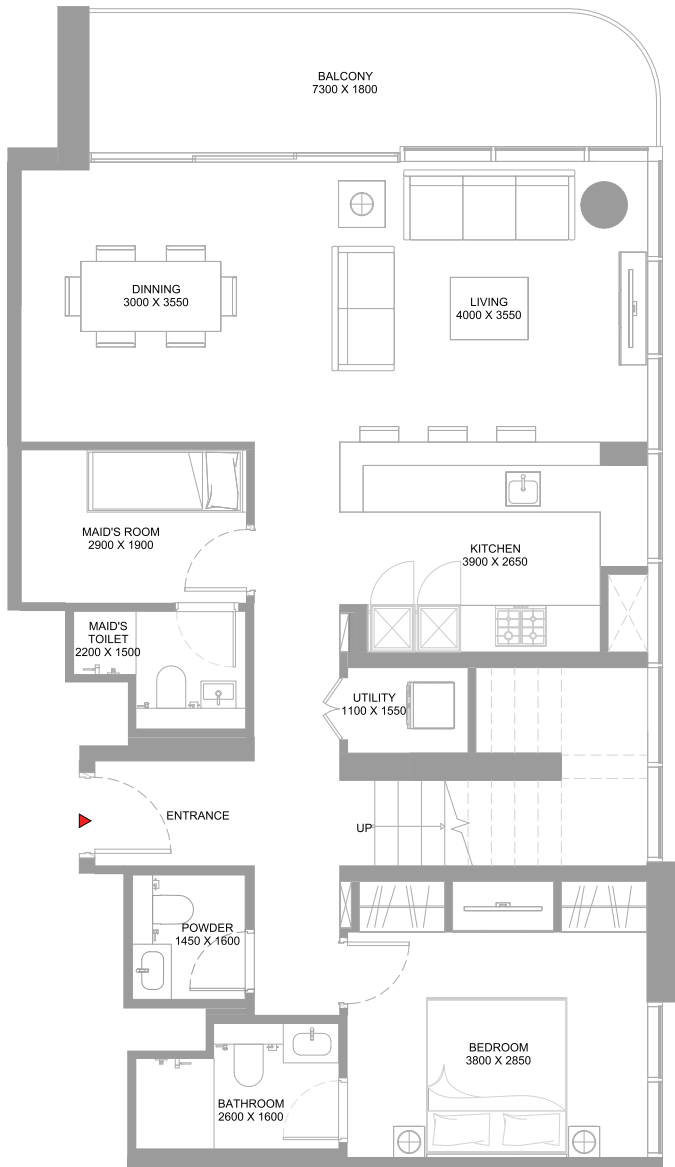 BALCONY
7300 X 1800
DINNING
3000 X 3550
LIVING
4000 X 3550
MAID'S ROOM
2900 X 1900
KITCHEN
3900 X 2650
MAID'S
TOILET
2200 X 1500
UTILITY
1100 X 1550
ENTRANCE
UP
POWDER
1450 X 1600
BEDROOM
3800 X 2850
BATHROOM
2600 X 1600